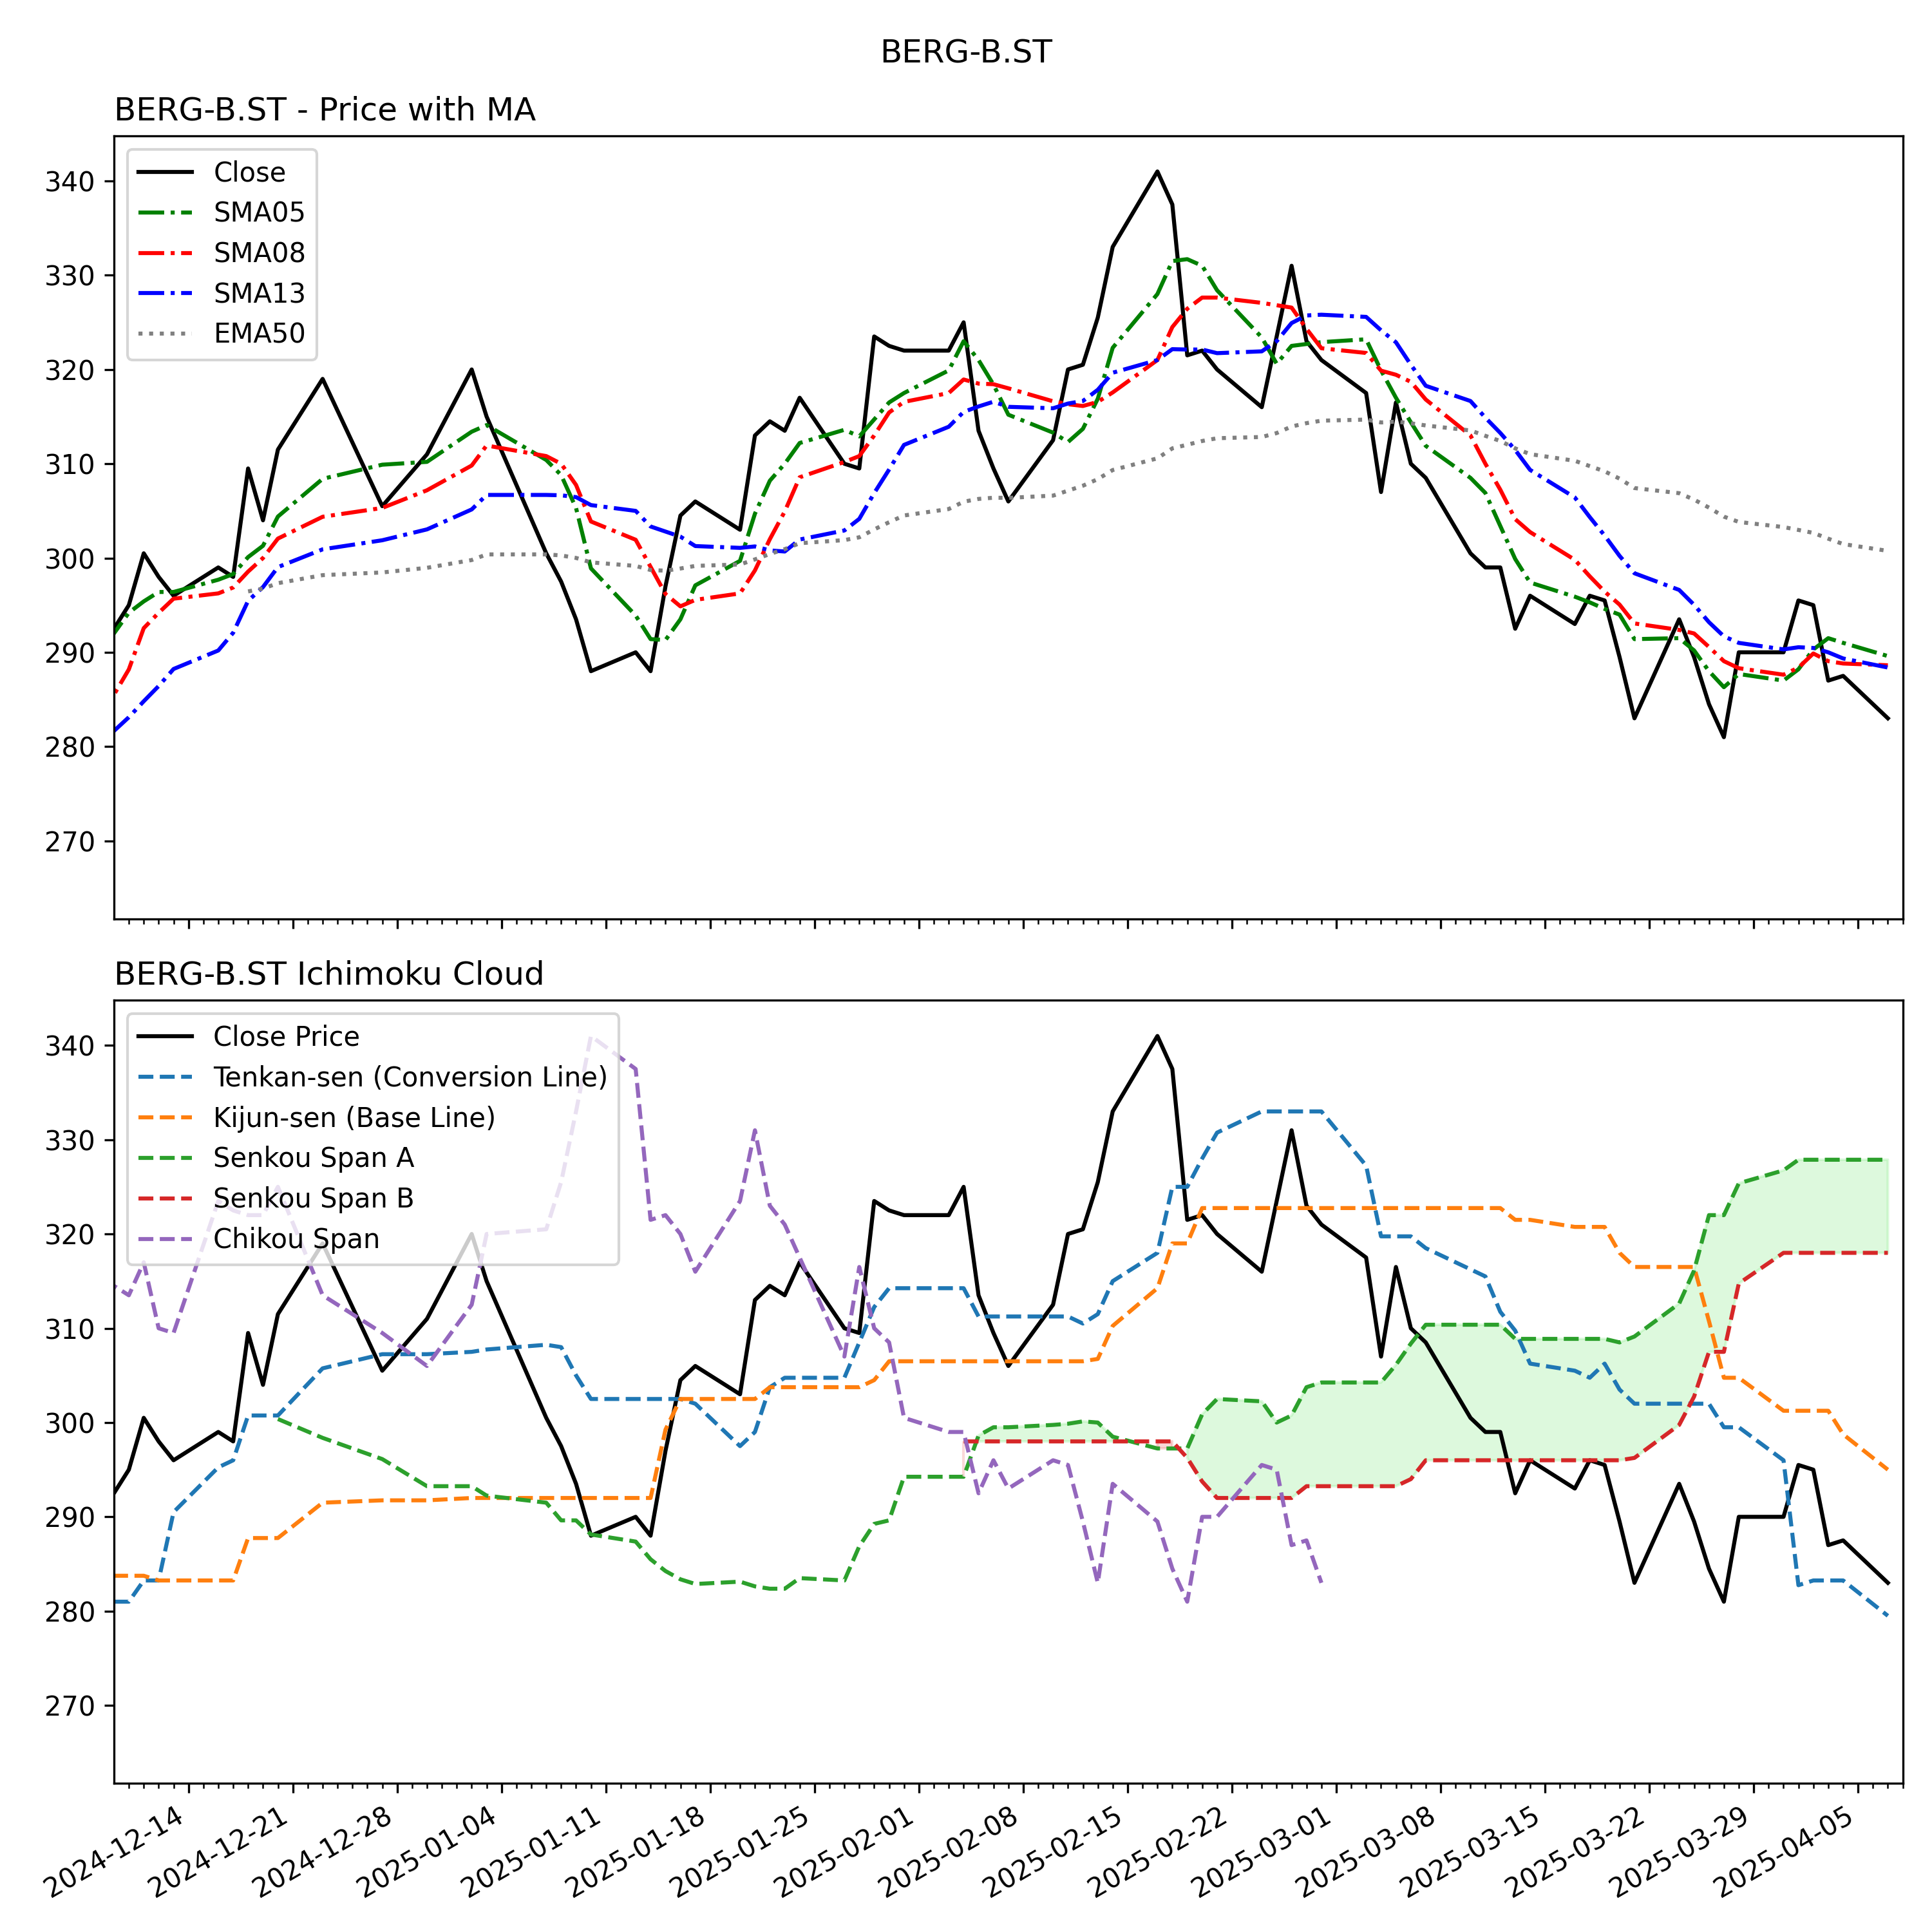 BERG-B.ST
BERG-B.ST - Price with MA
Close
SMA05
SMA08
SMA13
EMA50
340
330
320
310
300
290
280
270
BERG-B.ST Ichimoku Cloud
Close Price
Tenkan-sen (Conversion Line)
Kijun-sen (Base Line)
Senkou Span A
Senkou Span B
Chikou Span
340
330
320
310
300
290
280
270
2024-12-14
2024-12-21
2024-12-28
2025-01-04
2025-01-11
2025-01-18
2025-01-25
2025-02-01
2025-02-08
2025-02-15
2025-02-22
2025-03-01
2025-03-08
2025-03-15
2025-03-22
2025-03-29
2025-04-05